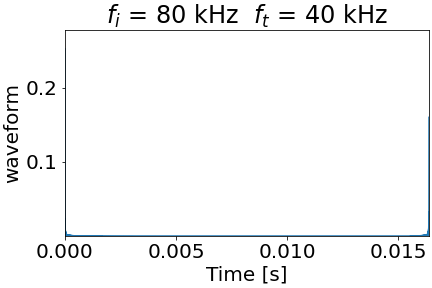 f_i = 80 kHz  f_t = 40 kHz
waveform
0.2
0.1
0.000 0.005 0.010 0.015
Time [s]